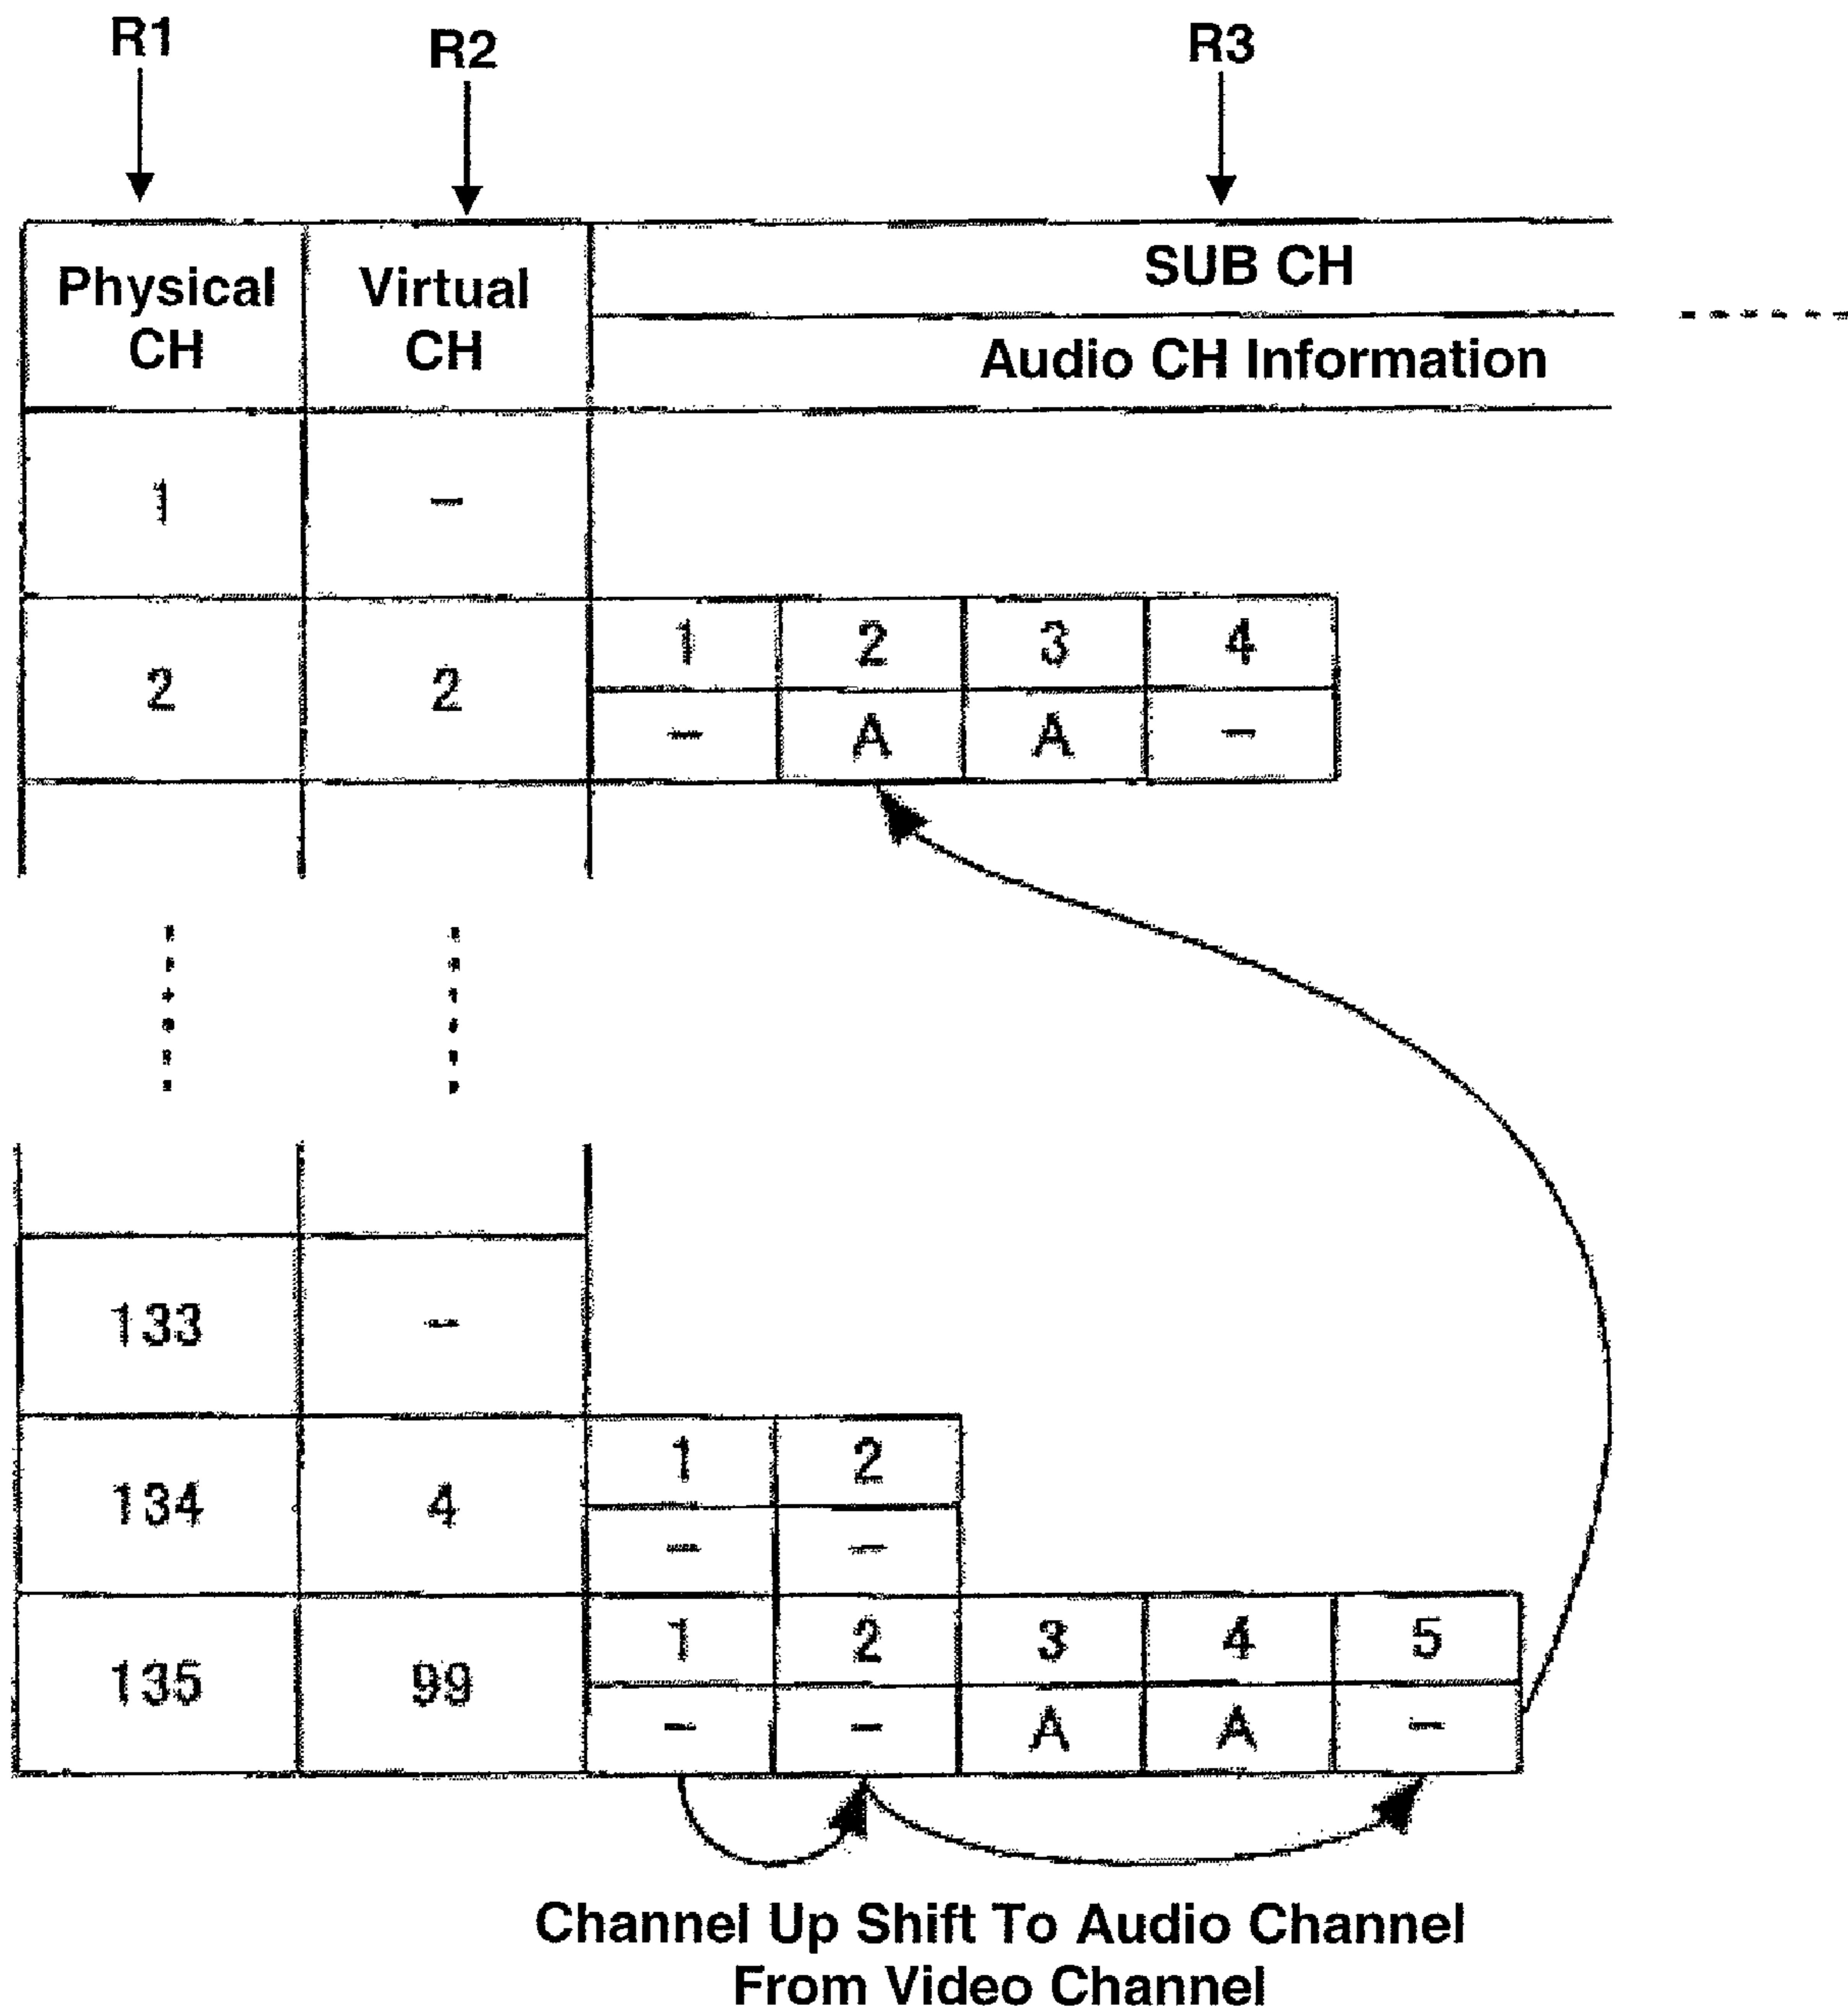 R1 R2 R3
Physical CH Virtual CH SUB CH
Audio CH Information
1 -
2 2 1 2 3 4
- A A -
133 -
134 4 1 2
- -
135 99 1 2 3 4 5
- - A A -
Channel Up Shift To Audio Channel
From Video Channel